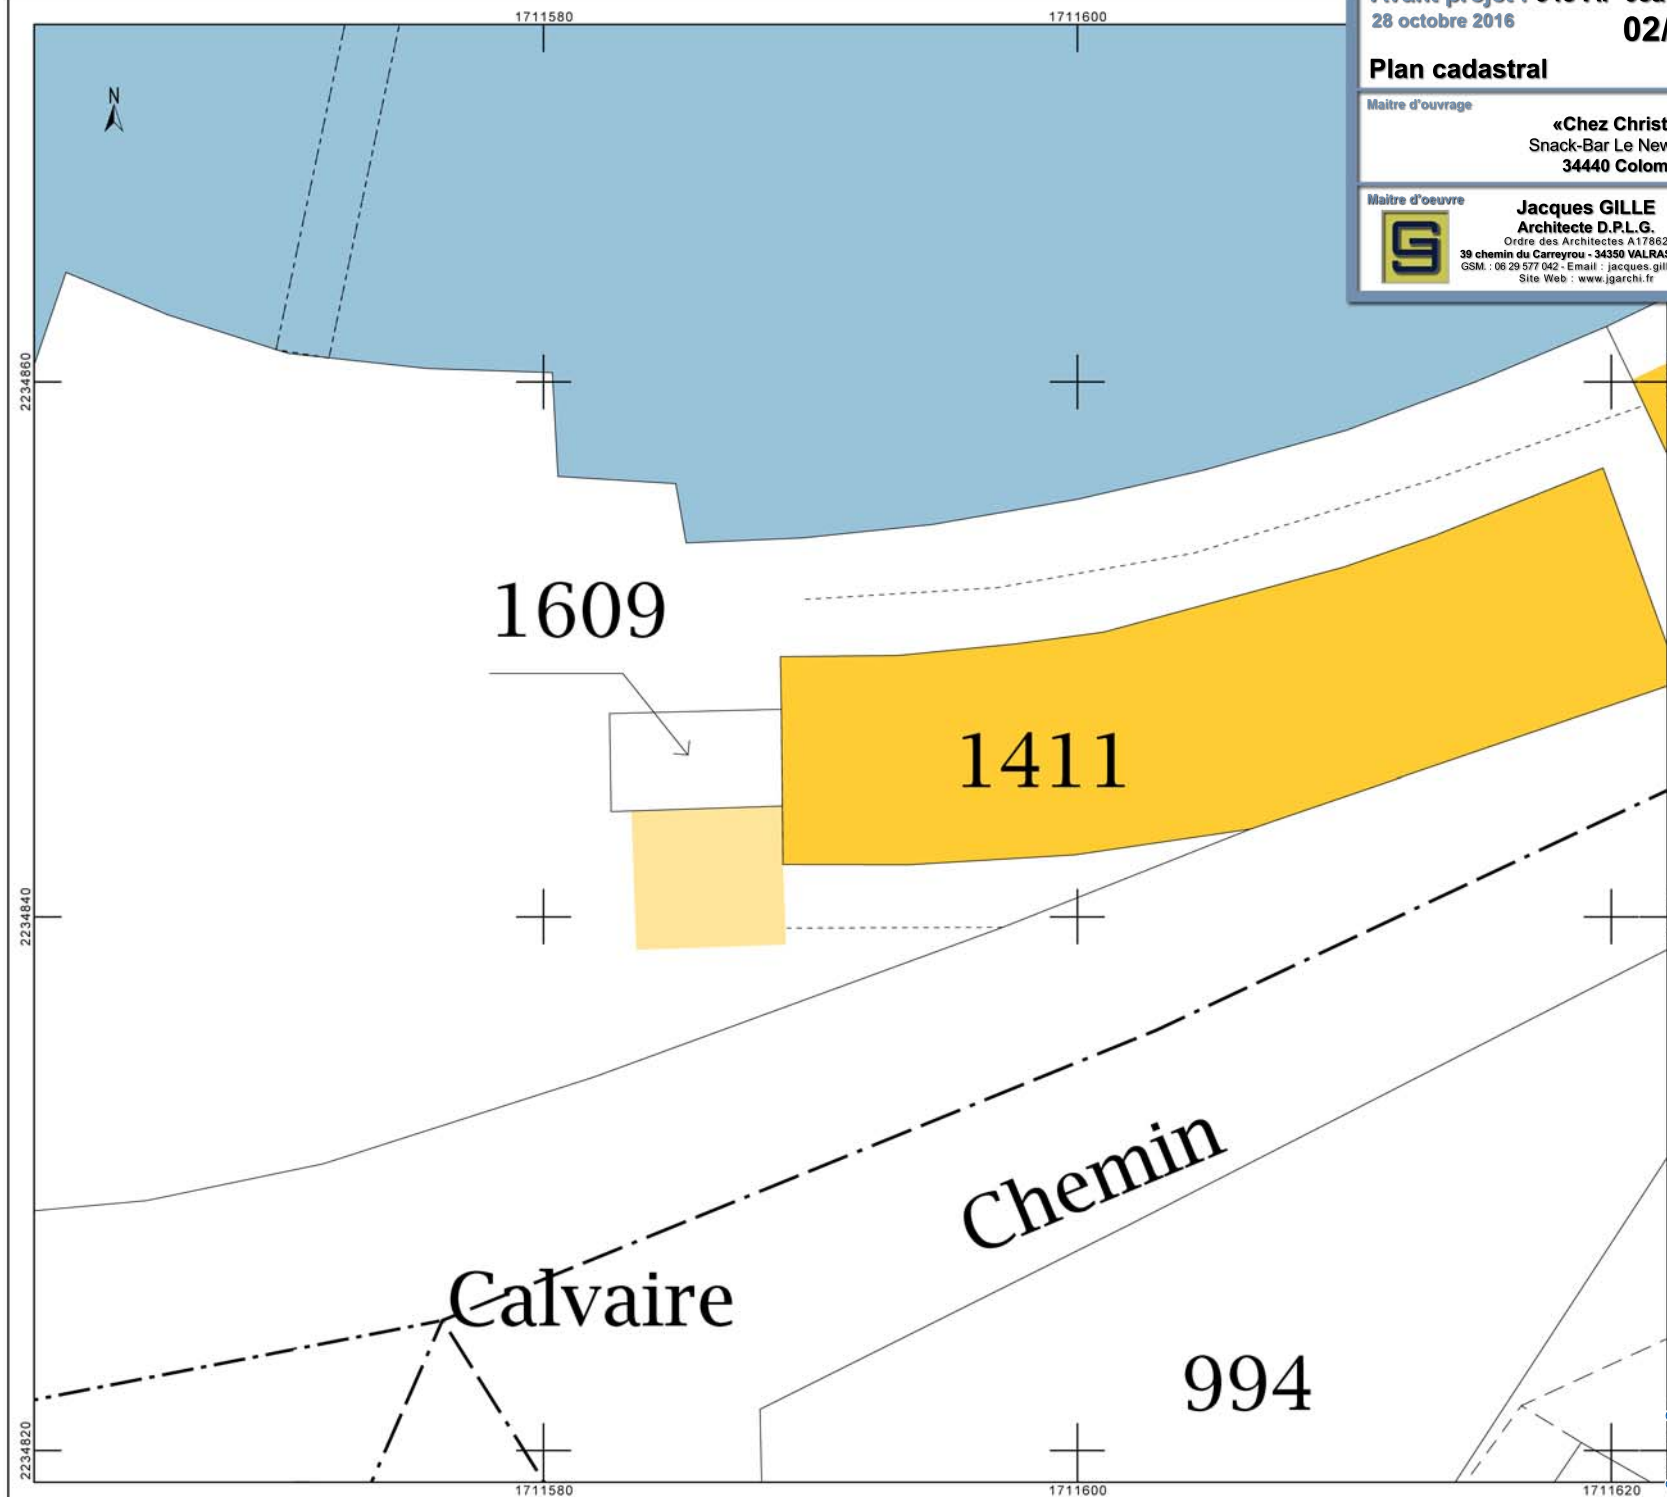 1711580
1711600
28 octobre 2016
02/
Plan cadastral
Maitre d'ouvrage
«Chez Christ
Snack-Bar Le New
34440 Colom
Maitre d'oeuvre
Jacques GILLE
Architecte D.P.L.G.
Ordre des Architectes A17862
39 chemin du Carreyrou - 34350 VALRAS
GSM. : 06 29 577 042 - Email : jacques.gill
Site Web : www.jgarchi.fr
N
2234860
1609
1411
2234840
Chemin
Calvaire
994
2234820
1711580
1711600
1711620